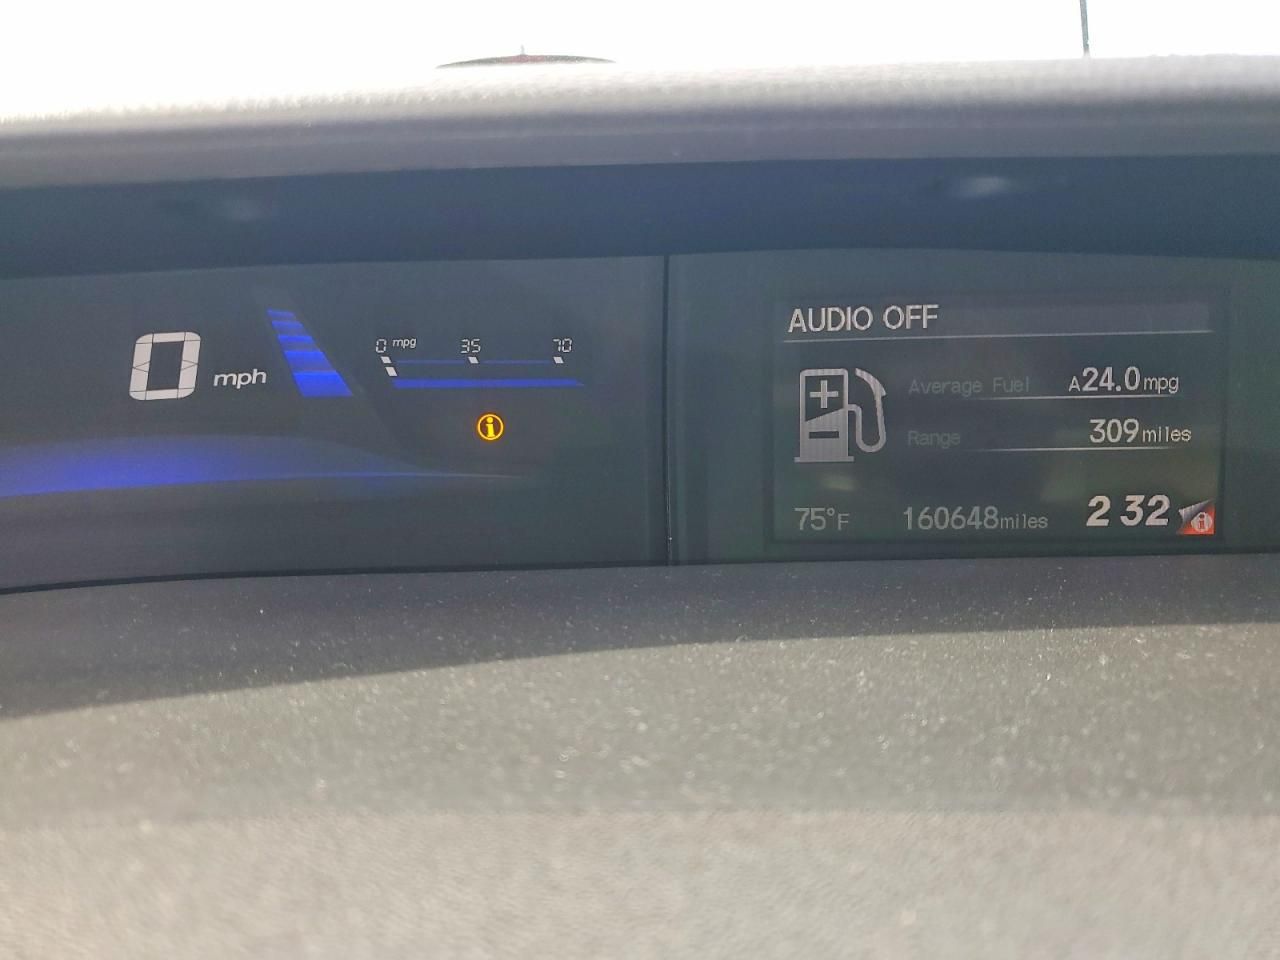 0 mph
0 mpg 35 70
AUDIO OFF
Average Fuel A24.0mpg
Range 309miles
75°F 160648miles 2 32